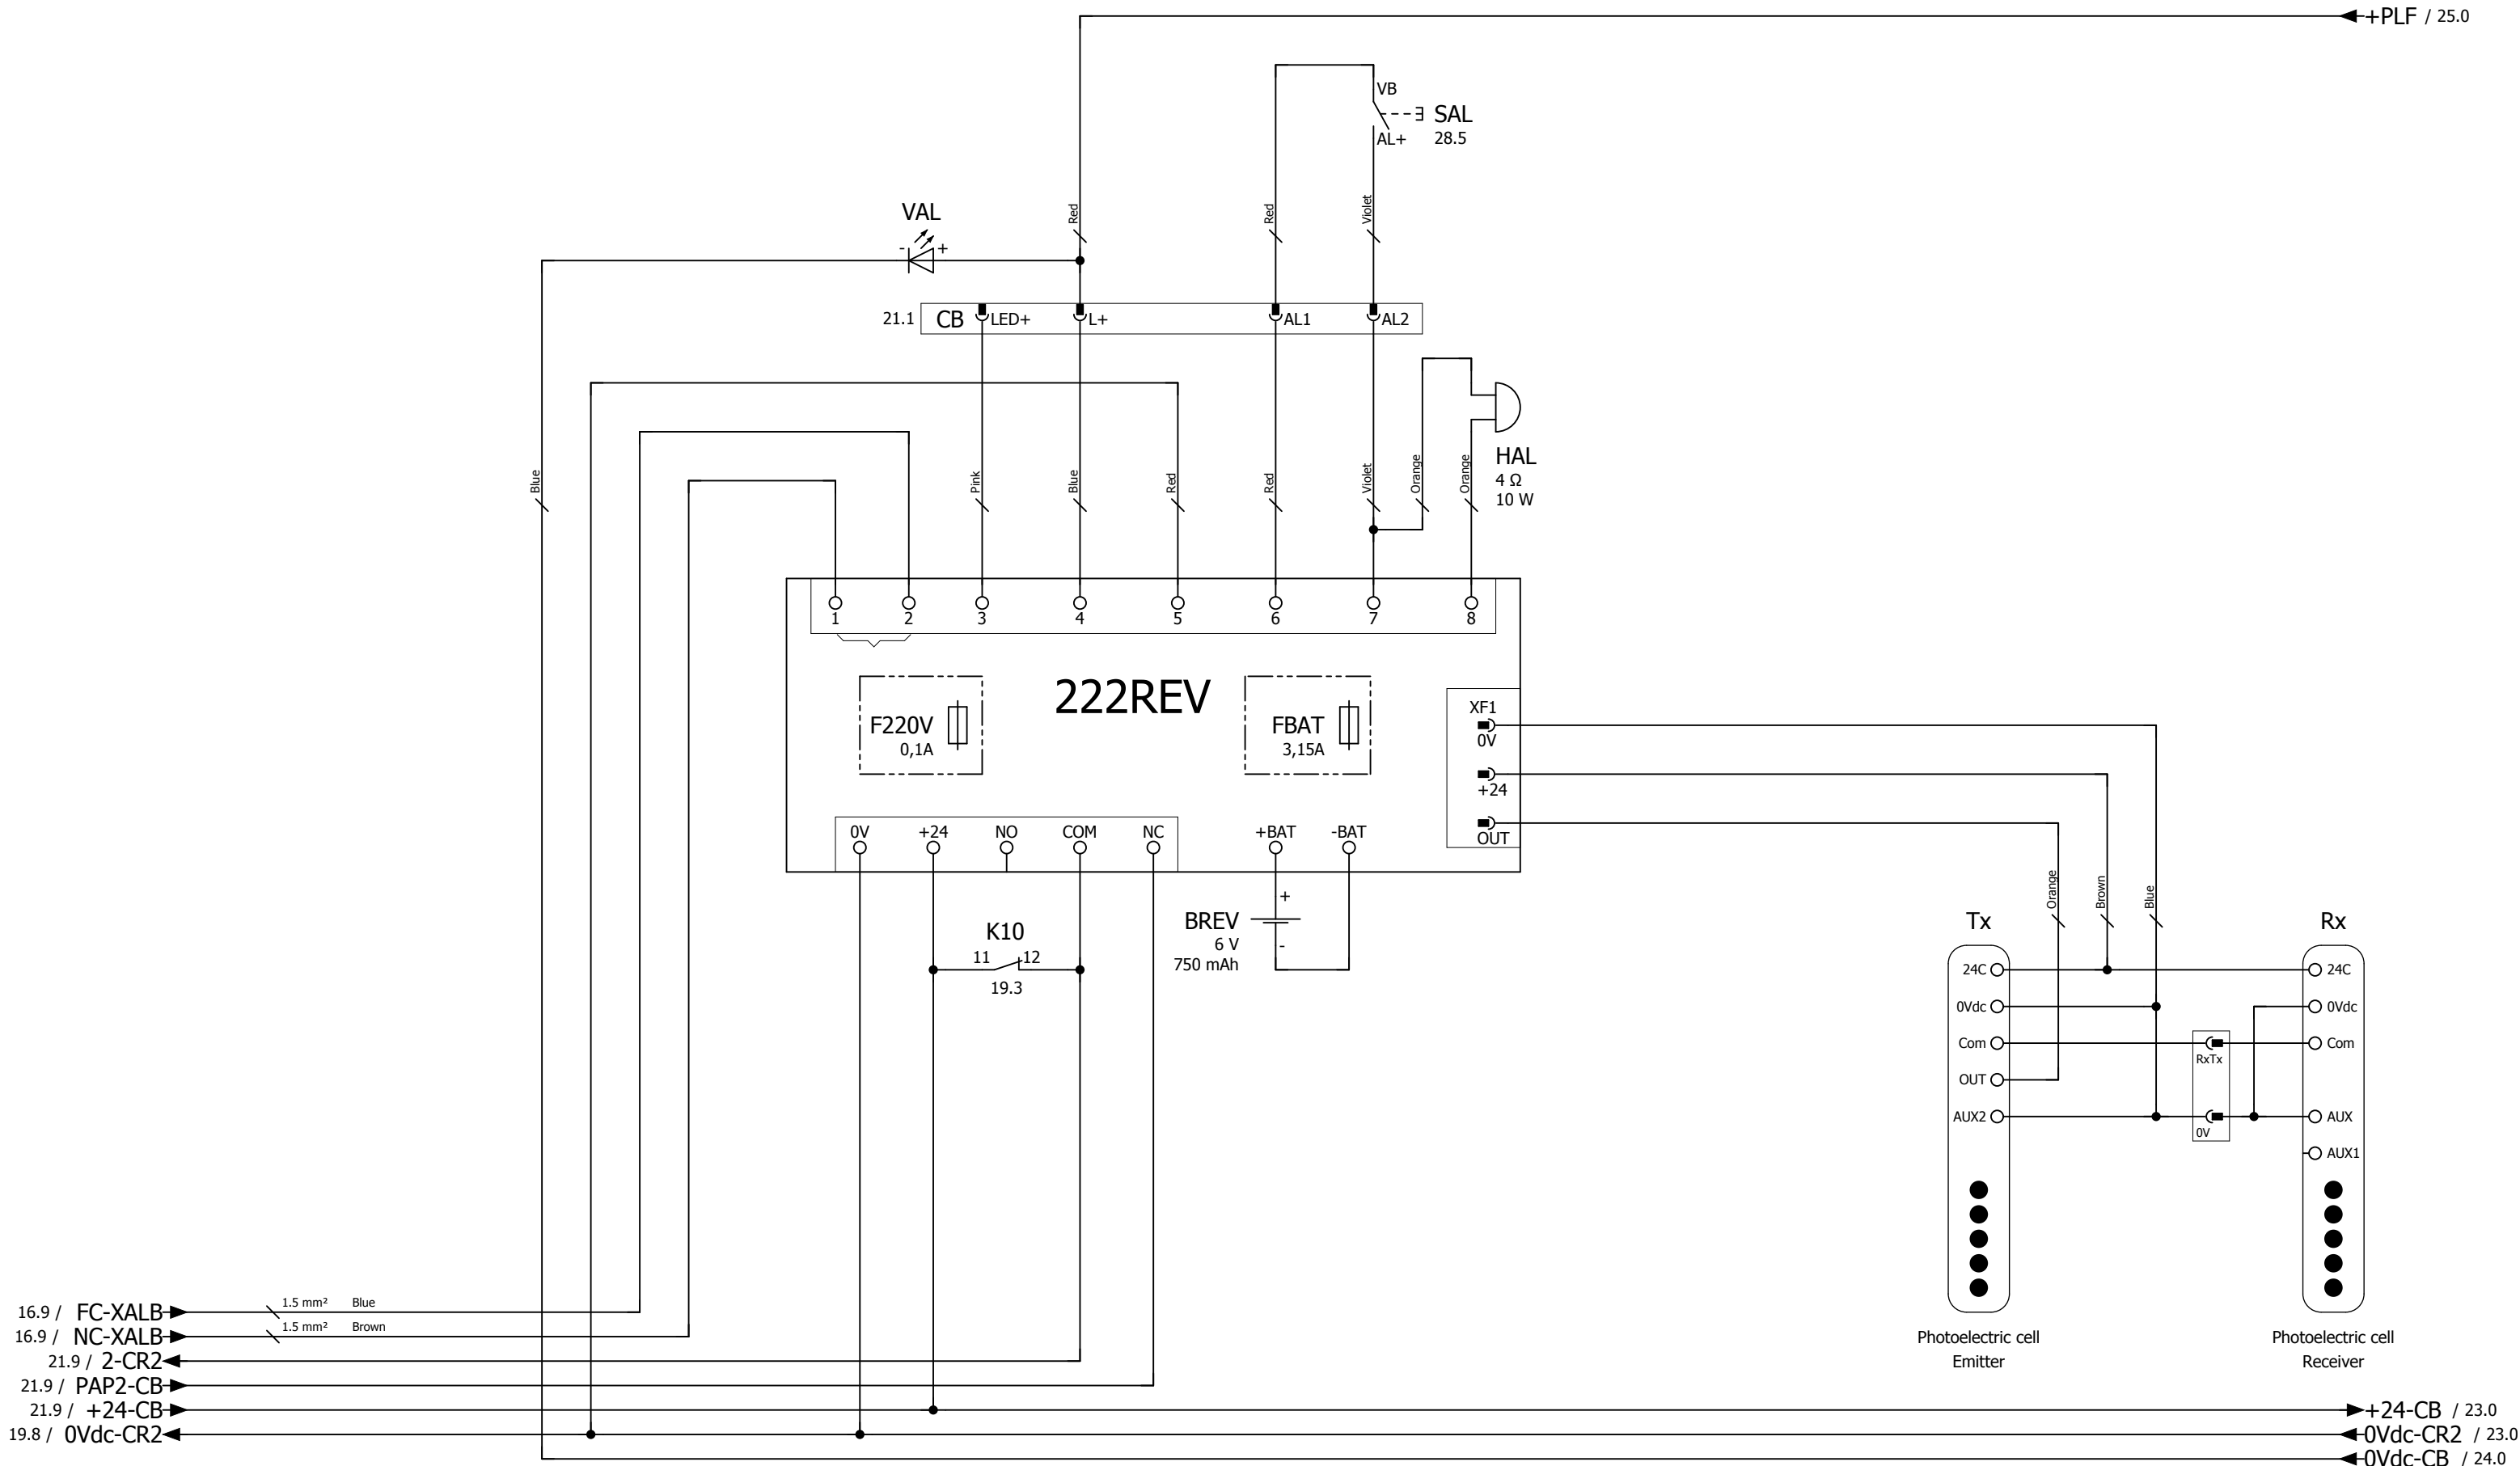 +PLF / 25.0
VB
SAL
AL+
28.5
VAL
- +
Red
Red
Violet
21.1 CB LED+ L+ AL1 AL2
HAL
4 Ω
10 W
Blue
Pink
Blue
Red
Red
Violet
Orange
Orange
1 2 3 4 5 6 7 8
222REV
F220V
0,1A
FBAT
3,15A
XF1
0V
+24
OUT
0V +24 NO COM NC +BAT -BAT
+
BREV
6 V
750 mAh
-
K10
11 12
19.3
Orange
Brown
Blue
Tx
Rx
24C
0Vdc
Com
OUT
AUX2
RxTx
0V
24C
0Vdc
Com
AUX
AUX1
Photoelectric cell
Emitter
Photoelectric cell
Receiver
16.9 / FC-XALB 1.5 mm² Blue
16.9 / NC-XALB 1.5 mm² Brown
21.9 / 2-CR2
21.9 / PAP2-CB
21.9 / +24-CB
19.8 / 0Vdc-CR2
+24-CB / 23.0
0Vdc-CR2 / 23.0
0Vdc-CB / 24.0